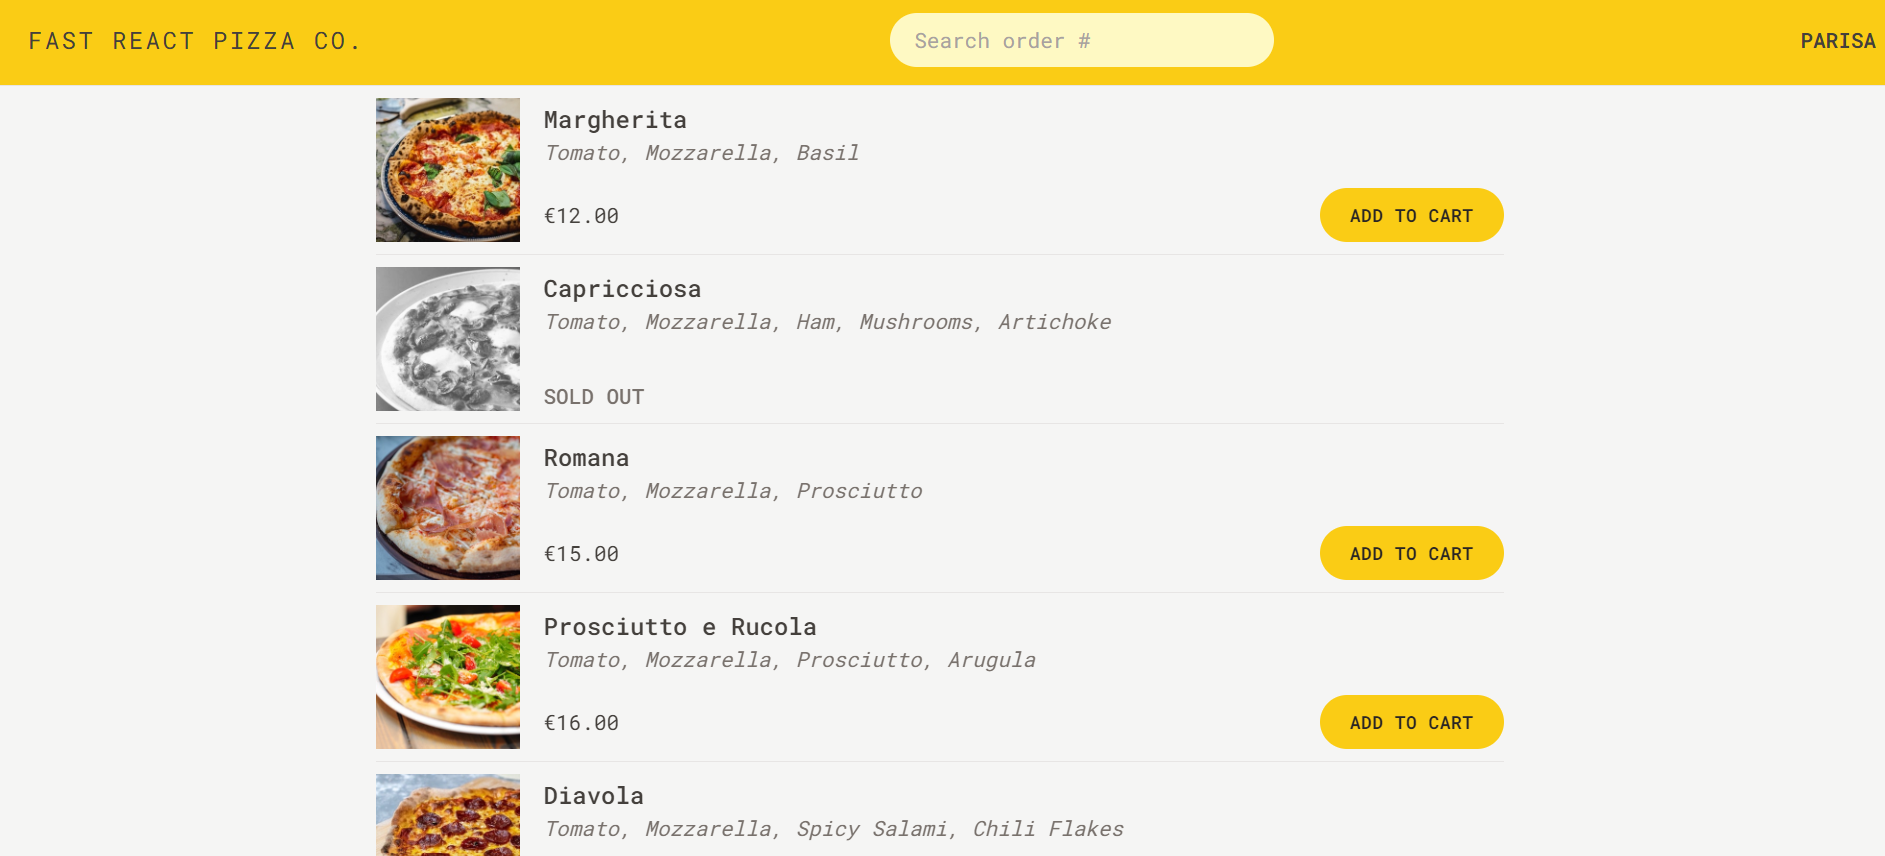 FAST REACT PIZZA CO.
Search order #
PARISA
Margherita
Tomato, Mozzarella, Basil
€12.00
ADD TO CART
Capricciosa
Tomato, Mozzarella, Ham, Mushrooms, Artichoke
SOLD OUT
Romana
Tomato, Mozzarella, Prosciutto
€15.00
ADD TO CART
Prosciutto e Rucola
Tomato, Mozzarella, Prosciutto, Arugula
€16.00
ADD TO CART
Diavola
Tomato, Mozzarella, Spicy Salami, Chili Flakes